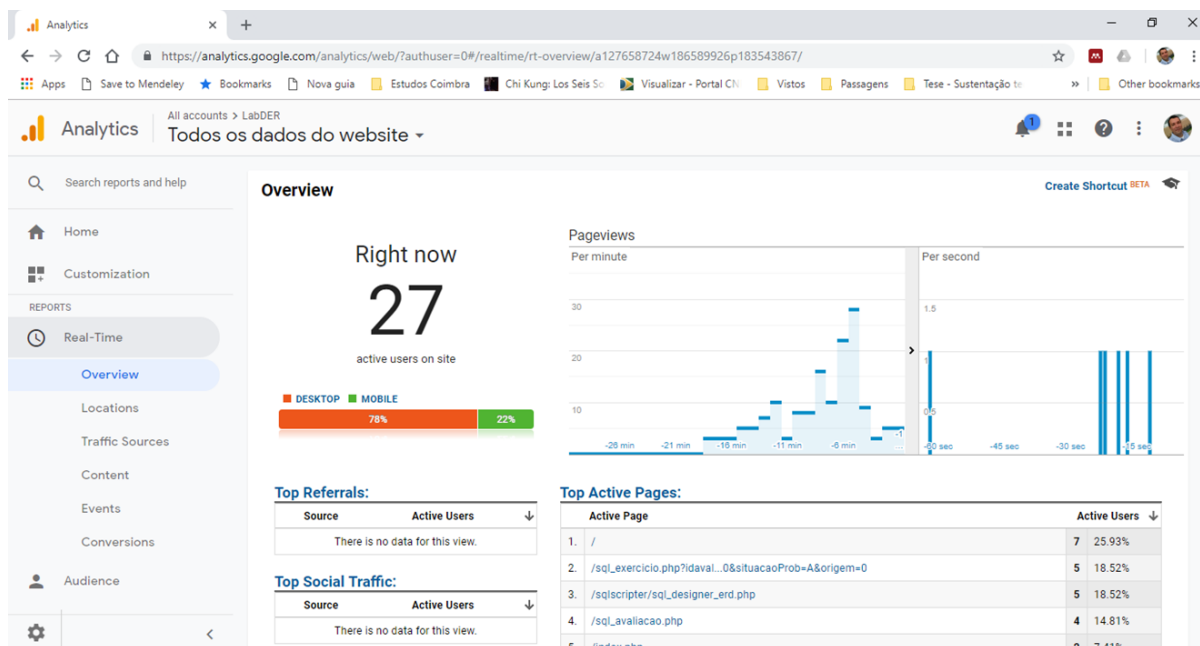 Analytics
https://analytics.google.com/analytics/web/?authuser=0#/realtime/rt-overview/a127658724w186589926p183543867/
Apps Save to Mendeley Bookmarks Nova guia Estudos Coimbra Chi Kung: Los Seis So Visualizar - Portal CN Vistos Passagens Tese - Sustentação te » Other bookmarks
Analytics
All accounts > LabDER
Todos os dados do website
1
Search reports and help
Home
Customization
REPORTS
Real-Time
Overview
Locations
Traffic Sources
Content
Events
Conversions
Audience
Overview
Create Shortcut BETA
Right now
27
active users on site
DESKTOP MOBILE
78% 22%
Pageviews
Per minute
30
20
10
-26 min -21 min -16 min -11 min -6 min -1
Per second
1.5
1
0.5
-60 sec -45 sec -30 sec -15 sec
Top Referrals:
Source Active Users
There is no data for this view.
Top Social Traffic:
Source Active Users
There is no data for this view.
Top Active Pages:
Active Page Active Users
1. / 7 25.93%
2. /sql_exercicio.php?idaval...0&situacaoProb=A&origem=0 5 18.52%
3. /sqlscripter/sql_designer_erd.php 5 18.52%
4. /sql_avaliacao.php 4 14.81%